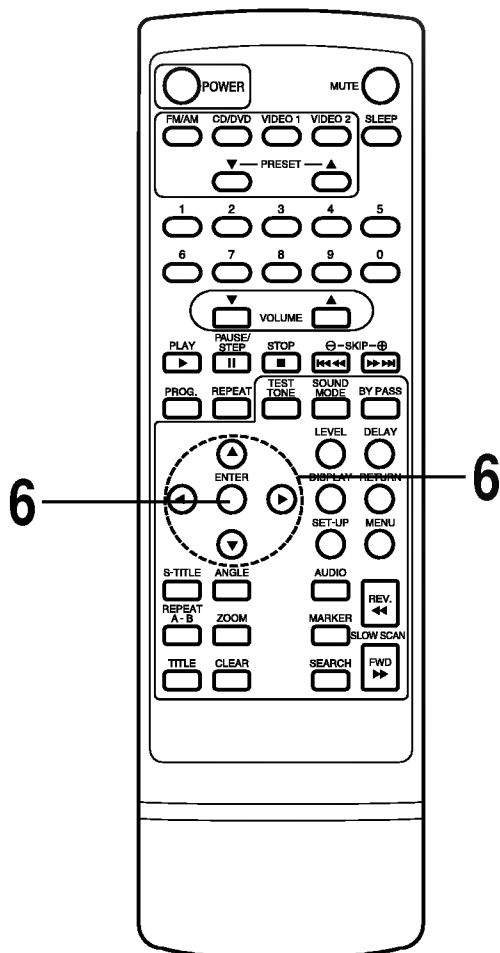 POWER MUTE
FM/AM CD/DVD VIDEO 1 VIDEO 2 SLEEP
▼ — PRESET — ▲
1 2 3 4 5
6 7 8 9 0
▼ VOLUME ▲
PLAY PAUSE/STEP STOP ⊖-SKIP-⊕
PROG. REPEAT TEST TONE SOUND MODE BY PASS
LEVEL DELAY
6 ENTER DISPLAY RETURN 6
SET-UP MENU
S-TITLE ANGLE AUDIO REV.
REPEAT A - B ZOOM MARKER SLOW SCAN
TITLE CLEAR SEARCH FWD